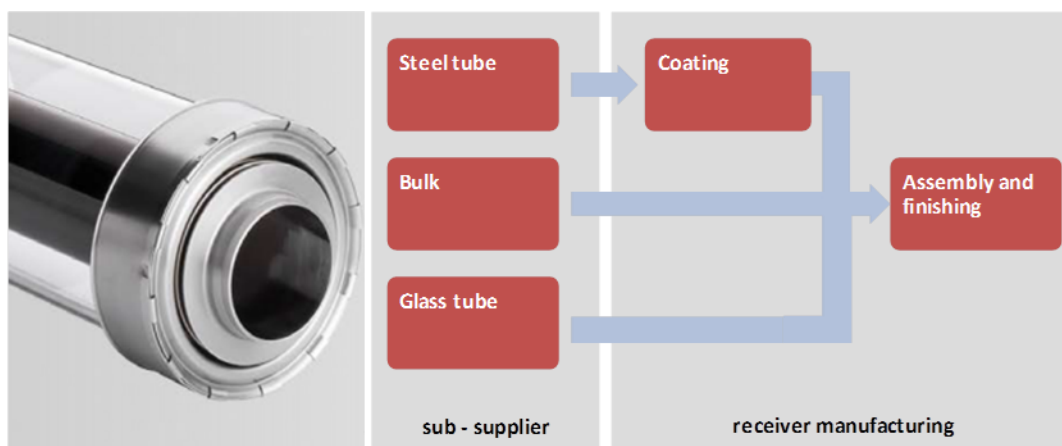 Steel tube
Coating
Bulk
Assembly and
finishing
Glass tube
sub - supplier
receiver manufacturing